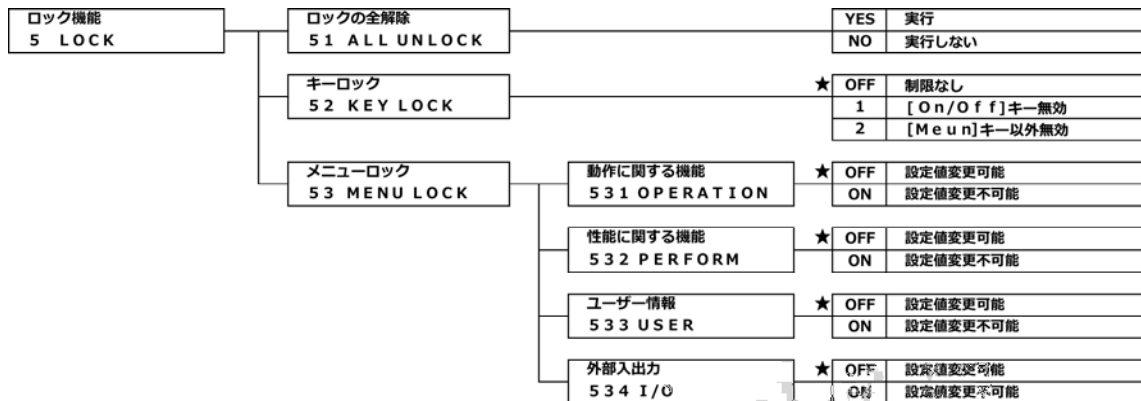 ロック機能
5 LOCK
ロックの全解除
51 ALL UNLOCK
YES 実行
NO 実行しない
キーロック
52 KEY LOCK
★ OFF 制限なし
1 [On/Off]キー無効
2 [Meun]キー以外無効
メニューロック
53 MENU LOCK
動作に関する機能
531 OPERATION
★ OFF 設定値変更可能
ON 設定値変更不可能
性能に関する機能
532 PERFORM
★ OFF 設定値変更可能
ON 設定値変更不可能
ユーザー情報
533 USER
★ OFF 設定値変更可能
ON 設定値変更不可能
外部入出力
534 I/O
★ OFF 設定値変更可能
ON 設定値変更不可能